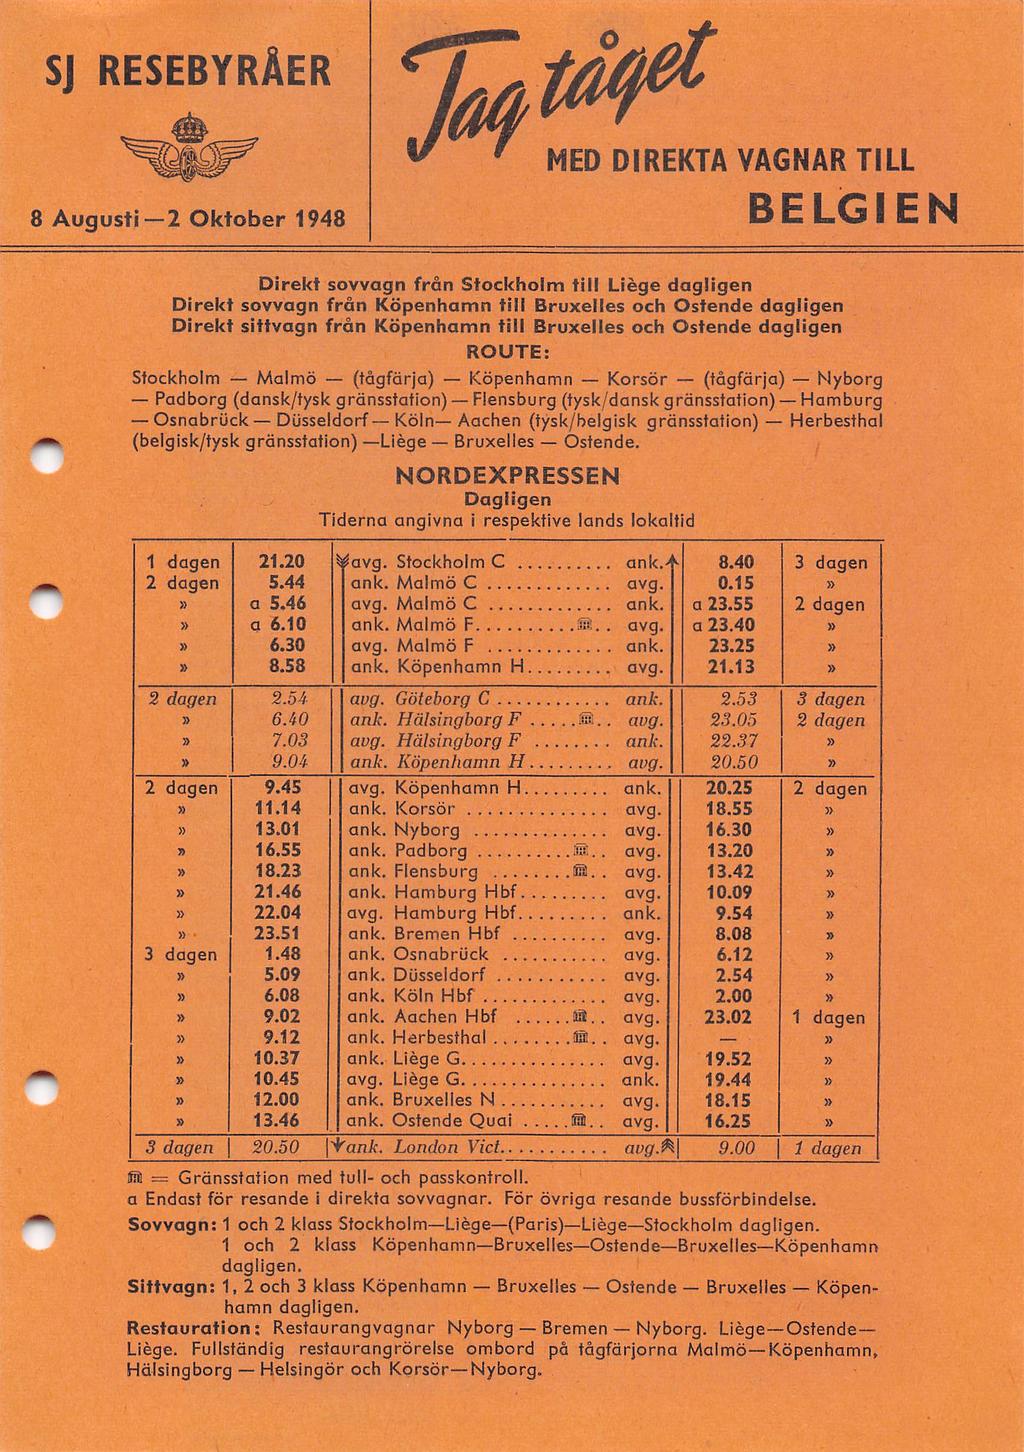 SJ RESEBYRÅER
8 Augusti—2 Oktober 1948
Tag tåget
MED DIREKTA VAGNAR TILL
BELGIEN
Direkt sovvagn från Stockholm till Liège dagligen
Direkt sovvagn från Köpenhamn till Bruxelles och Ostende dagligen
Direkt sittvagn från Köpenhamn till Bruxelles och Ostende dagligen
ROUTE:
Stockholm — Malmö — (tågfärja) — Köpenhamn — Korsör — (tågfärja) — Nyborg
— Padborg (dansk/tysk gränsstation) — Flensburg (tysk/dansk gränsstation) — Hamburg
— Osnabrück — Düsseldorf — Köln— Aachen (tysk/belgisk gränsstation) — Herbesthal
(belgisk/tysk gränsstation) —Liège — Bruxelles — Ostende.
NORDEXPRESSEN
Dagligen
Tiderna angivna i respektive lands lokaltid
1 dagen 21.20 avg. Stockholm C .......... ank. 8.40 3 dagen
2 dagen 5.44 ank. Malmö C ............. avg. 0.15 »
» a 5.46 avg. Malmö C ............. ank. a 23.55 2 dagen
» a 6.10 ank. Malmö F............ avg. a 23.40 »
» 6.30 avg. Malmö F ............. ank. 23.25 »
» 8.58 ank. Köpenhamn H......... avg. 21.13 »
2 dagen 2.54 avg. Göteborg C ............ ank. 2.53 3 dagen
» 6.40 ank. Hälsingborg F ....... avg. 23.05 2 dagen
» 7.03 avg. Hälsingborg F ........ ank. 22.37 »
» 9.04 ank. Köpenhamn H......... avg. 20.50 »
2 dagen 9.45 avg. Köpenhamn H......... ank. 20.25 2 dagen
» 11.14 ank. Korsör .............. avg. 18.55 »
» 13.01 ank. Nyborg ............. avg. 16.30 »
» 16.55 ank. Padborg ............ avg. 13.20 »
» 18.23 ank. Flensburg .......... avg. 13.42 »
» 21.46 ank. Hamburg Hbf......... avg. 10.09 »
» 22.04 avg. Hamburg Hbf......... ank. 9.54 »
» 23.51 ank. Bremen Hbf .......... avg. 8.08 »
3 dagen 1.48 ank. Osnabrück ........... avg. 6.12 »
» 5.09 ank. Düsseldorf ........... avg. 2.54 »
» 6.08 ank. Köln Hbf ............. avg. 2.00 »
» 9.02 ank. Aachen Hbf ........ avg. 23.02 1 dagen
» 9.12 ank. Herbesthal .......... avg. — »
» 10.37 ank. Liège G.............. avg. 19.52 »
» 10.45 avg. Liège G.............. ank. 19.44 »
» 12.00 ank. Bruxelles N ........... avg. 18.15 »
» 13.46 ank. Ostende Quai ....... avg. 16.25 »
3 dagen 20.50 ank. London Vict............ avg. 9.00 1 dagen
= Gränsstation med tull- och passkontroll.
a Endast för resande i direkta sovvagnar. För övriga resande bussförbindelse.
Sovvagn: 1 och 2 klass Stockholm—Liège—(Paris)—Liège—Stockholm dagligen.
1 och 2 klass Köpenhamn—Bruxelles—Ostende—Bruxelles—Köpenhamn
dagligen.
Sittvagn: 1, 2 och 3 klass Köpenhamn — Bruxelles — Ostende — Bruxelles — Köpen-
hamn dagligen.
Restauration: Restaurangvagnar Nyborg — Bremen — Nyborg. Liège—Ostende—
Liège. Fullständig restaurangrörelse ombord på tågfärjorna Malmö—Köpenhamn,
Hälsingborg — Helsingör och Korsör—Nyborg.